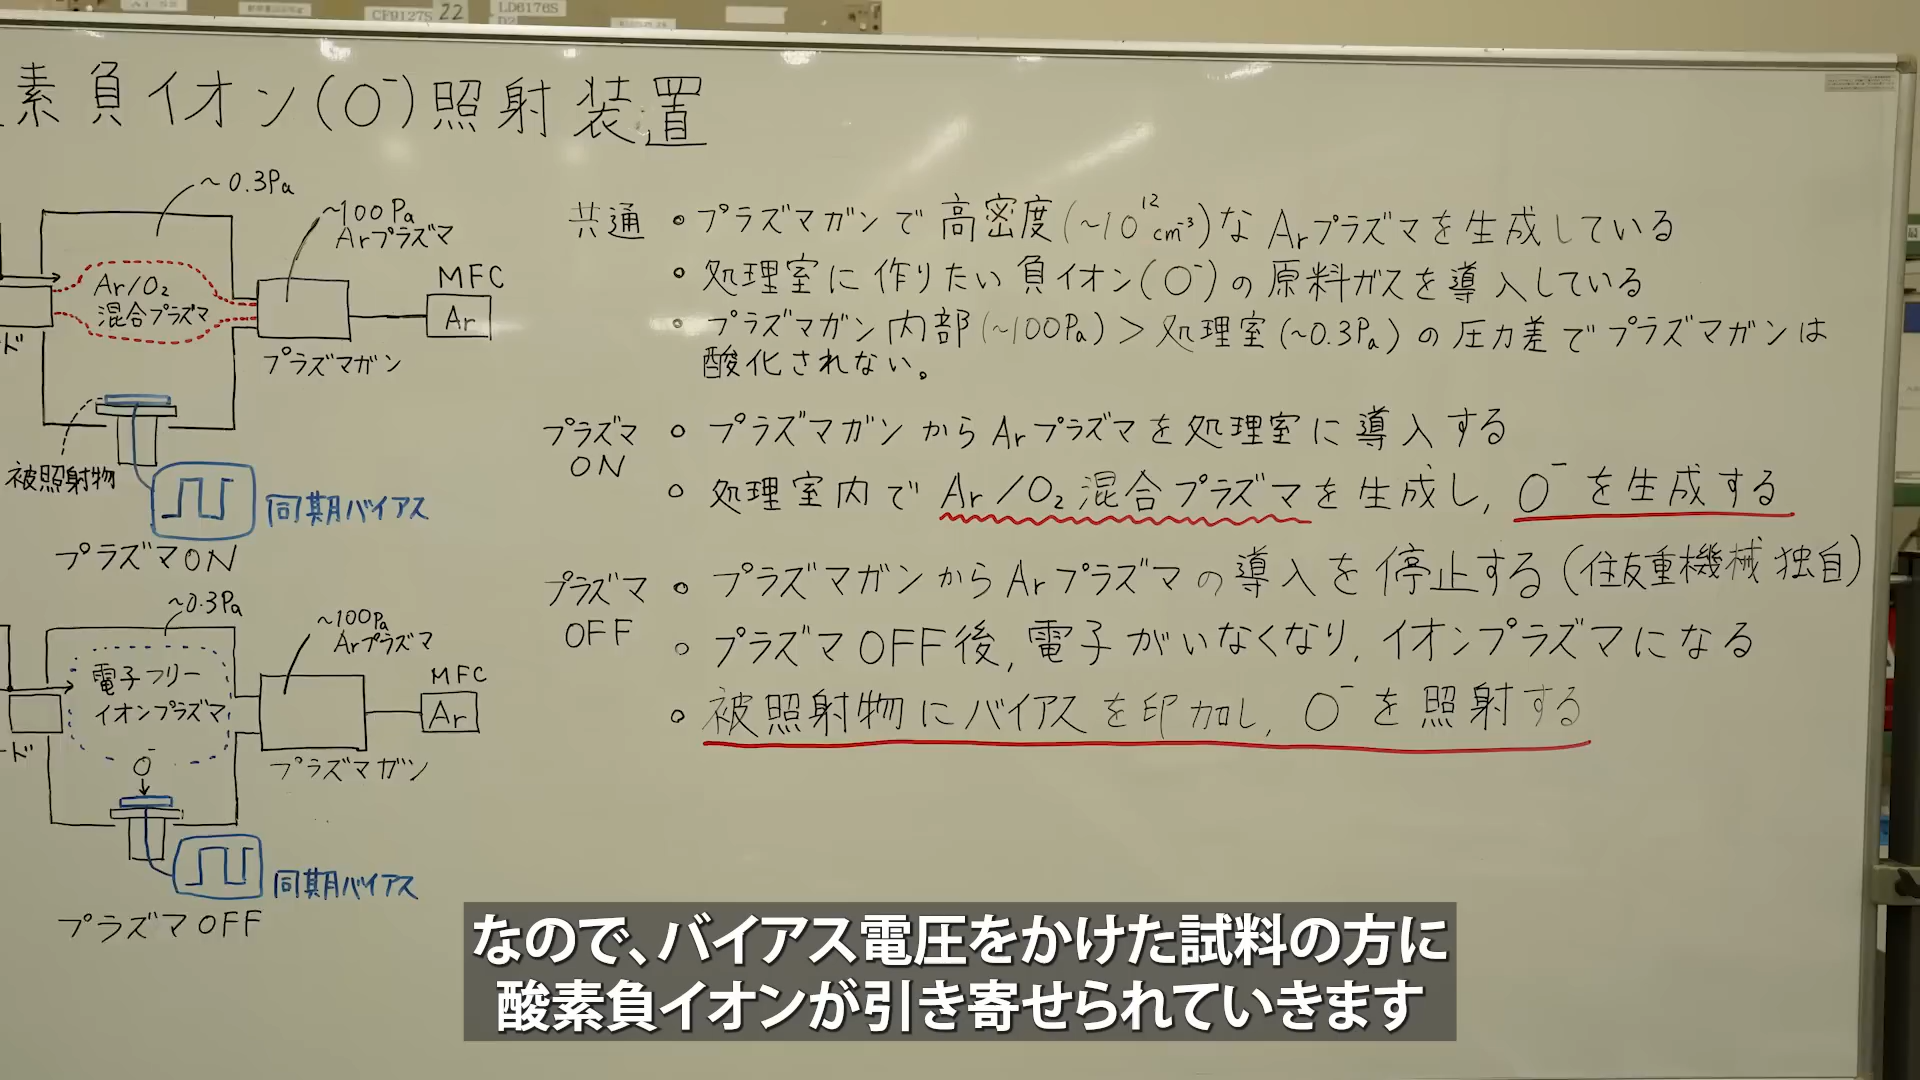 CF9127S 22
LD6176S
D2
素負イオン(O⁻)照射装置
~0.3Pa
~100Pa
Arプラズマ
Ar/O₂
混合プラズマ
MFC
Ar
プラズマガン
ド
被照射物
同期バイアス
プラズマON
~0.3Pa
~100Pa
Arプラズマ
電子フリー
イオンプラズマ
MFC
Ar
ード
O⁻
プラズマガン
同期バイアス
プラズマOFF
共通 • プラズマガンで高密度(~10¹²cm⁻³)なArプラズマを生成している
• 処理室に作りたい負イオン(O⁻)の原料ガスを導入している
• プラズマガン内部(~100Pa) > 処理室(~0.3Pa)の圧力差でプラズマガンは
酸化されない。
プラズマ
ON
• プラズマガンからArプラズマを処理室に導入する
• 処理室内でAr/O₂混合プラズマを生成し, O⁻を生成する
プラズマ
OFF
• プラズマガンからArプラズマの導入を停止する(住友重機械独自)
• プラズマOFF後, 電子がいなくなり, イオンプラズマになる
• 被照射物にバイアスを印加し, O⁻を照射する
なので、バイアス電圧をかけた試料の方に
酸素負イオンが引き寄せられていきます